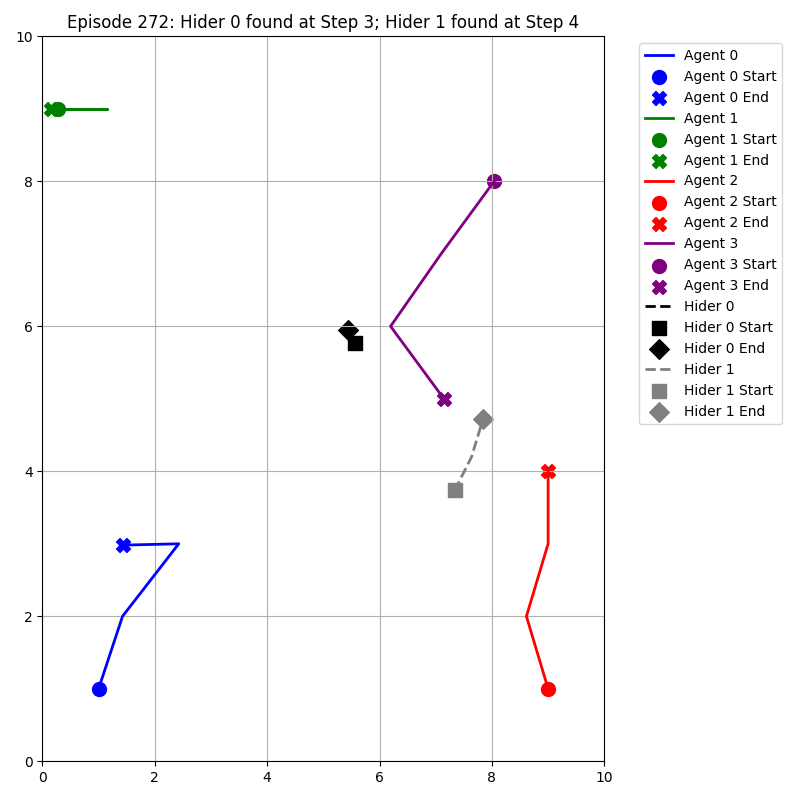 Episode 272: Hider 0 found at Step 3; Hider 1 found at Step 4
10
8
6
4
2
0
0 2 4 6 8 10
Agent 0
Agent 0 Start
Agent 0 End
Agent 1
Agent 1 Start
Agent 1 End
Agent 2
Agent 2 Start
Agent 2 End
Agent 3
Agent 3 Start
Agent 3 End
Hider 0
Hider 0 Start
Hider 0 End
Hider 1
Hider 1 Start
Hider 1 End